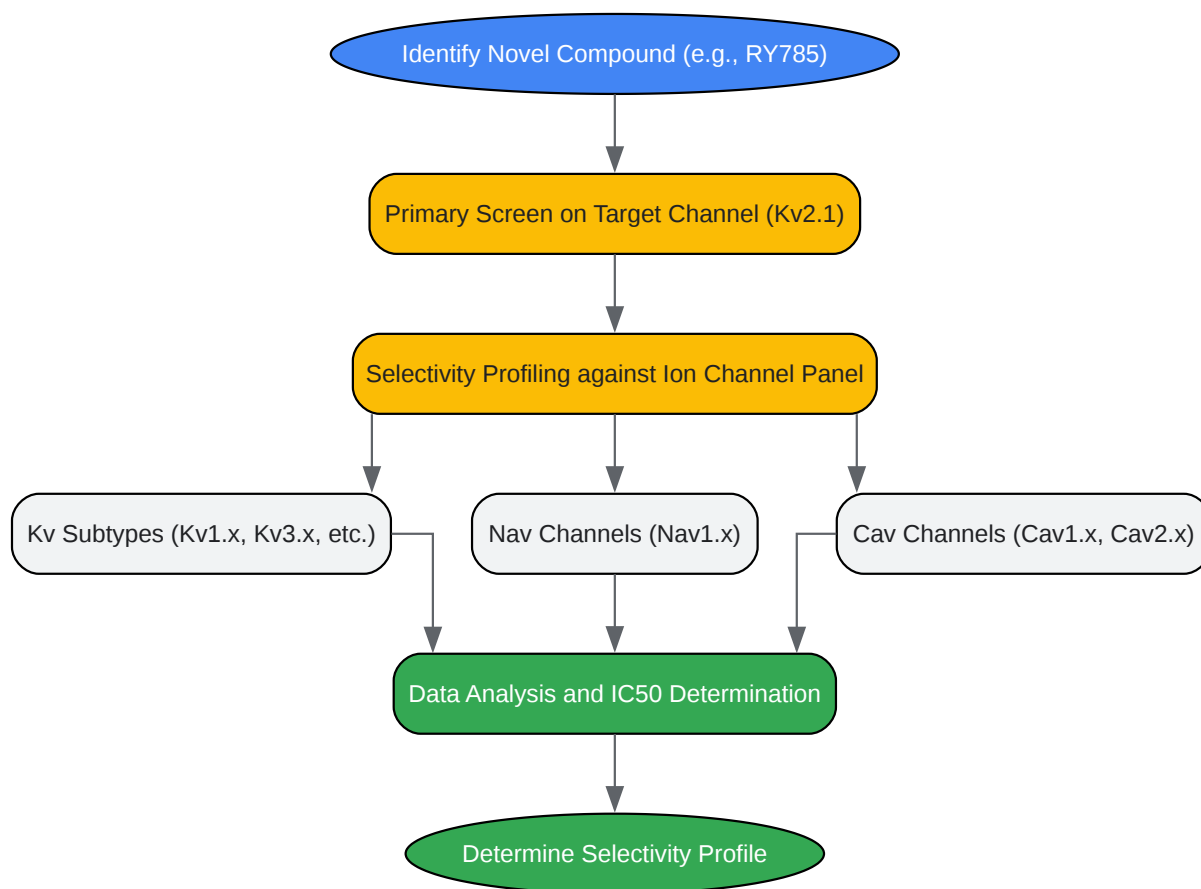 Identify Novel Compound (e.g., RY785)
Primary Screen on Target Channel (Kv2.1)
Selectivity Profiling against Ion Channel Panel
Kv Subtypes (Kv1.x, Kv3.x, etc.)
Nav Channels (Nav1.x)
Cav Channels (Cav1.x, Cav2.x)
Data Analysis and IC50 Determination
Determine Selectivity Profile